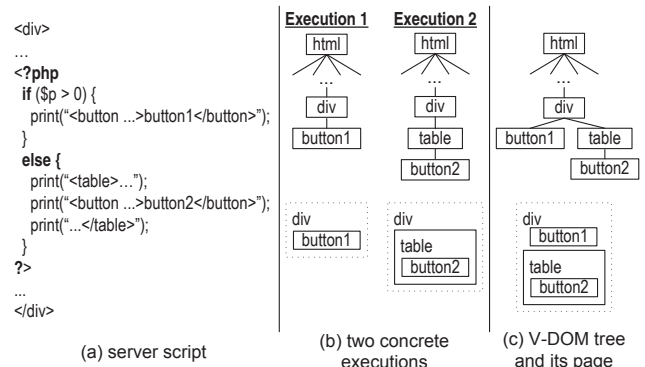 <div>
…
<?php
if ($p > 0) {
print("<button ...>button1</button>");
}
else {
print("<table>…");
print("<button ...>button2</button>");
print("...</table>");
}
?>
...
</div>
(a) server script
Execution 1
html
...
div
button1
div
button1
Execution 2
html
...
div
table
button2
div
table
button2
(b) two concrete
executions
html
...
div
button1 table
button2
div
button1
table
button2
(c) V-DOM tree
and its page